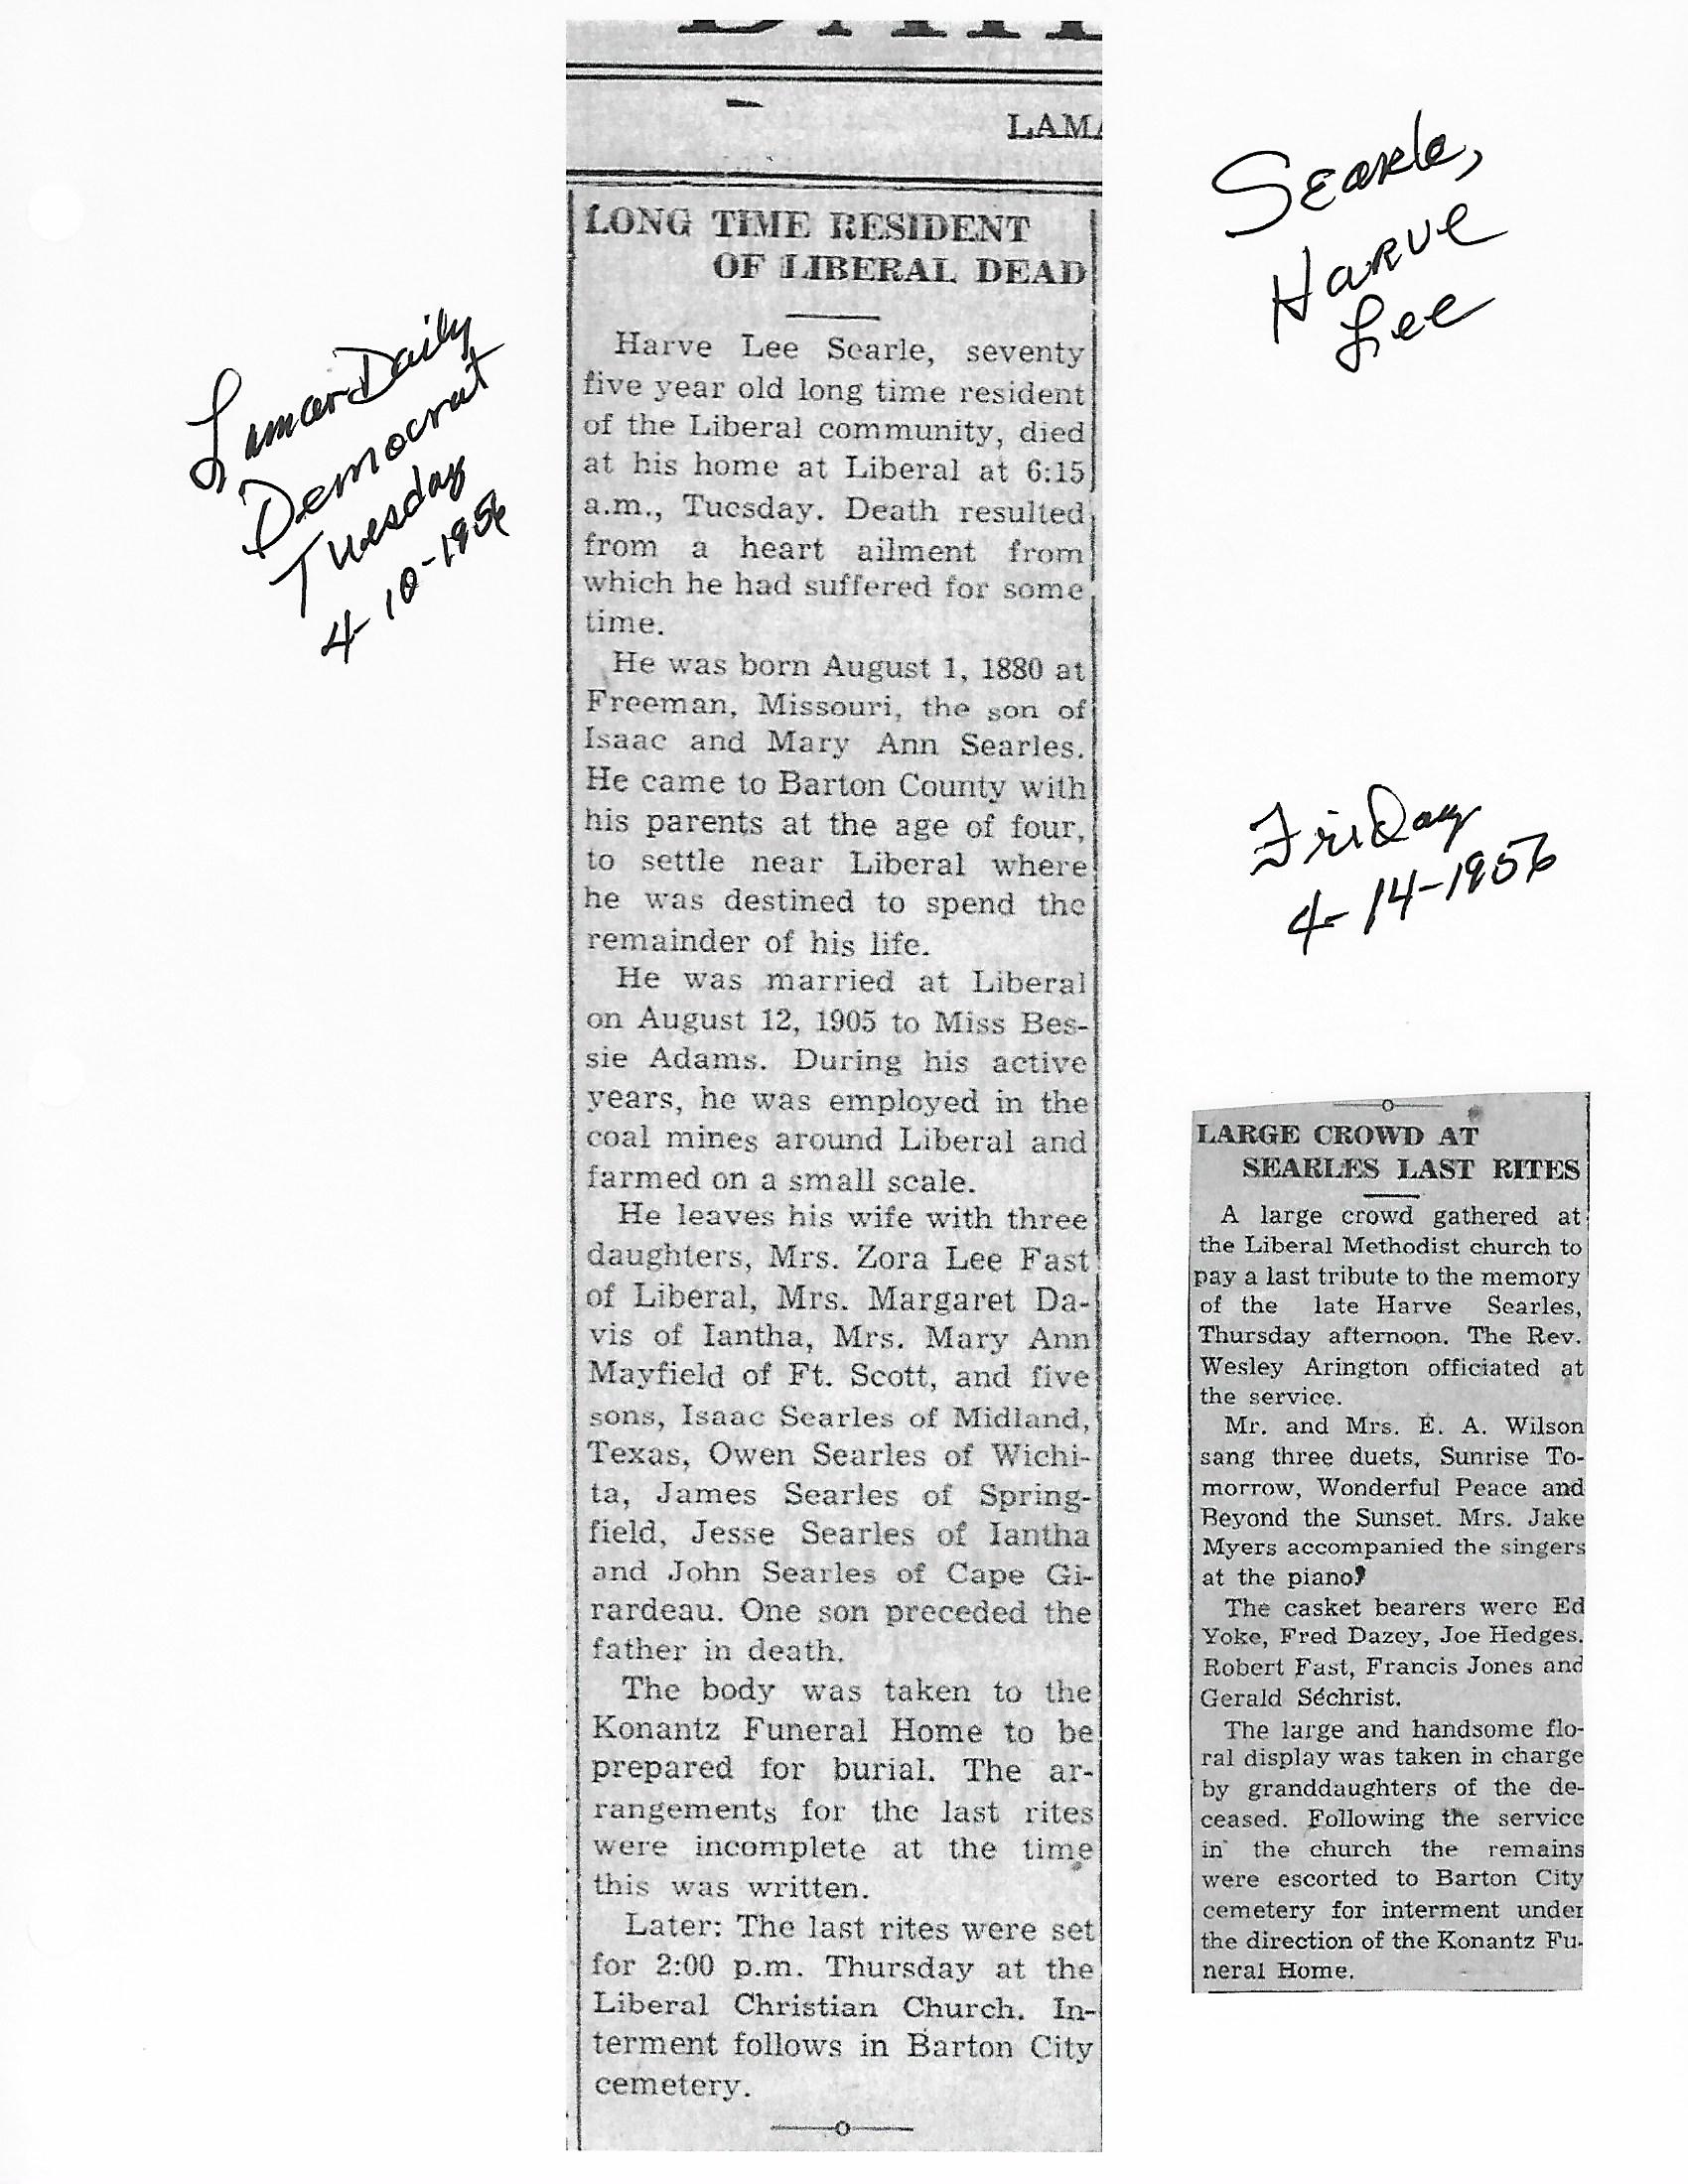 LAMA
LONG TIME RESIDENT
OF LIBERAL DEAD
Harve Lee Searle, seventy
five year old long time resident
of the Liberal community, died
at his home at Liberal at 6:15
a.m., Tuesday. Death resulted
from a heart ailment from
which he had suffered for some
time.
He was born August 1, 1880 at
Freeman, Missouri, the son of
Isaac and Mary Ann Searles.
He came to Barton County with
his parents at the age of four,
to settle near Liberal where
he was destined to spend the
remainder of his life.
He was married at Liberal
on August 12, 1905 to Miss Bes-
sie Adams. During his active
years, he was employed in the
coal mines around Liberal and
farmed on a small scale.
He leaves his wife with three
daughters, Mrs. Zora Lee Fast
of Liberal, Mrs. Margaret Da-
vis of Iantha, Mrs. Mary Ann
Mayfield of Ft. Scott, and five
sons, Isaac Searles of Midland,
Texas, Owen Searles of Wichi-
ta, James Searles of Spring-
field, Jesse Searles of Iantha
and John Searles of Cape Gi-
rardeau. One son preceded the
father in death.
The body was taken to the
Konantz Funeral Home to be
prepared for burial. The ar-
rangements for the last rites
were incomplete at the time
this was written.
Later: The last rites were set
for 2:00 p.m. Thursday at the
Liberal Christian Church. In-
terment follows in Barton City
cemetery.
Lamar Daily
Democrat
Tuesday
4-10-1956
Searle,
Harve
Lee
Friday
4-14-1956
LARGE CROWD AT
SEARLES LAST RITES
A large crowd gathered at
the Liberal Methodist church to
pay a last tribute to the memory
of the late Harve Searles,
Thursday afternoon. The Rev.
Wesley Arington officiated at
the service.
Mr. and Mrs. E. A. Wilson
sang three duets, Sunrise To-
morrow, Wonderful Peace and
Beyond the Sunset. Mrs. Jake
Myers accompanied the singers
at the piano,
The casket bearers were Ed
Yoke, Fred Dazey, Joe Hedges.
Robert Fast, Francis Jones and
Gerald Sechrist.
The large and handsome flo-
ral display was taken in charge
by granddaughters of the de-
ceased. Following the service
in the church the remains
were escorted to Barton City
cemetery for interment under
the direction of the Konantz Fu-
neral Home.